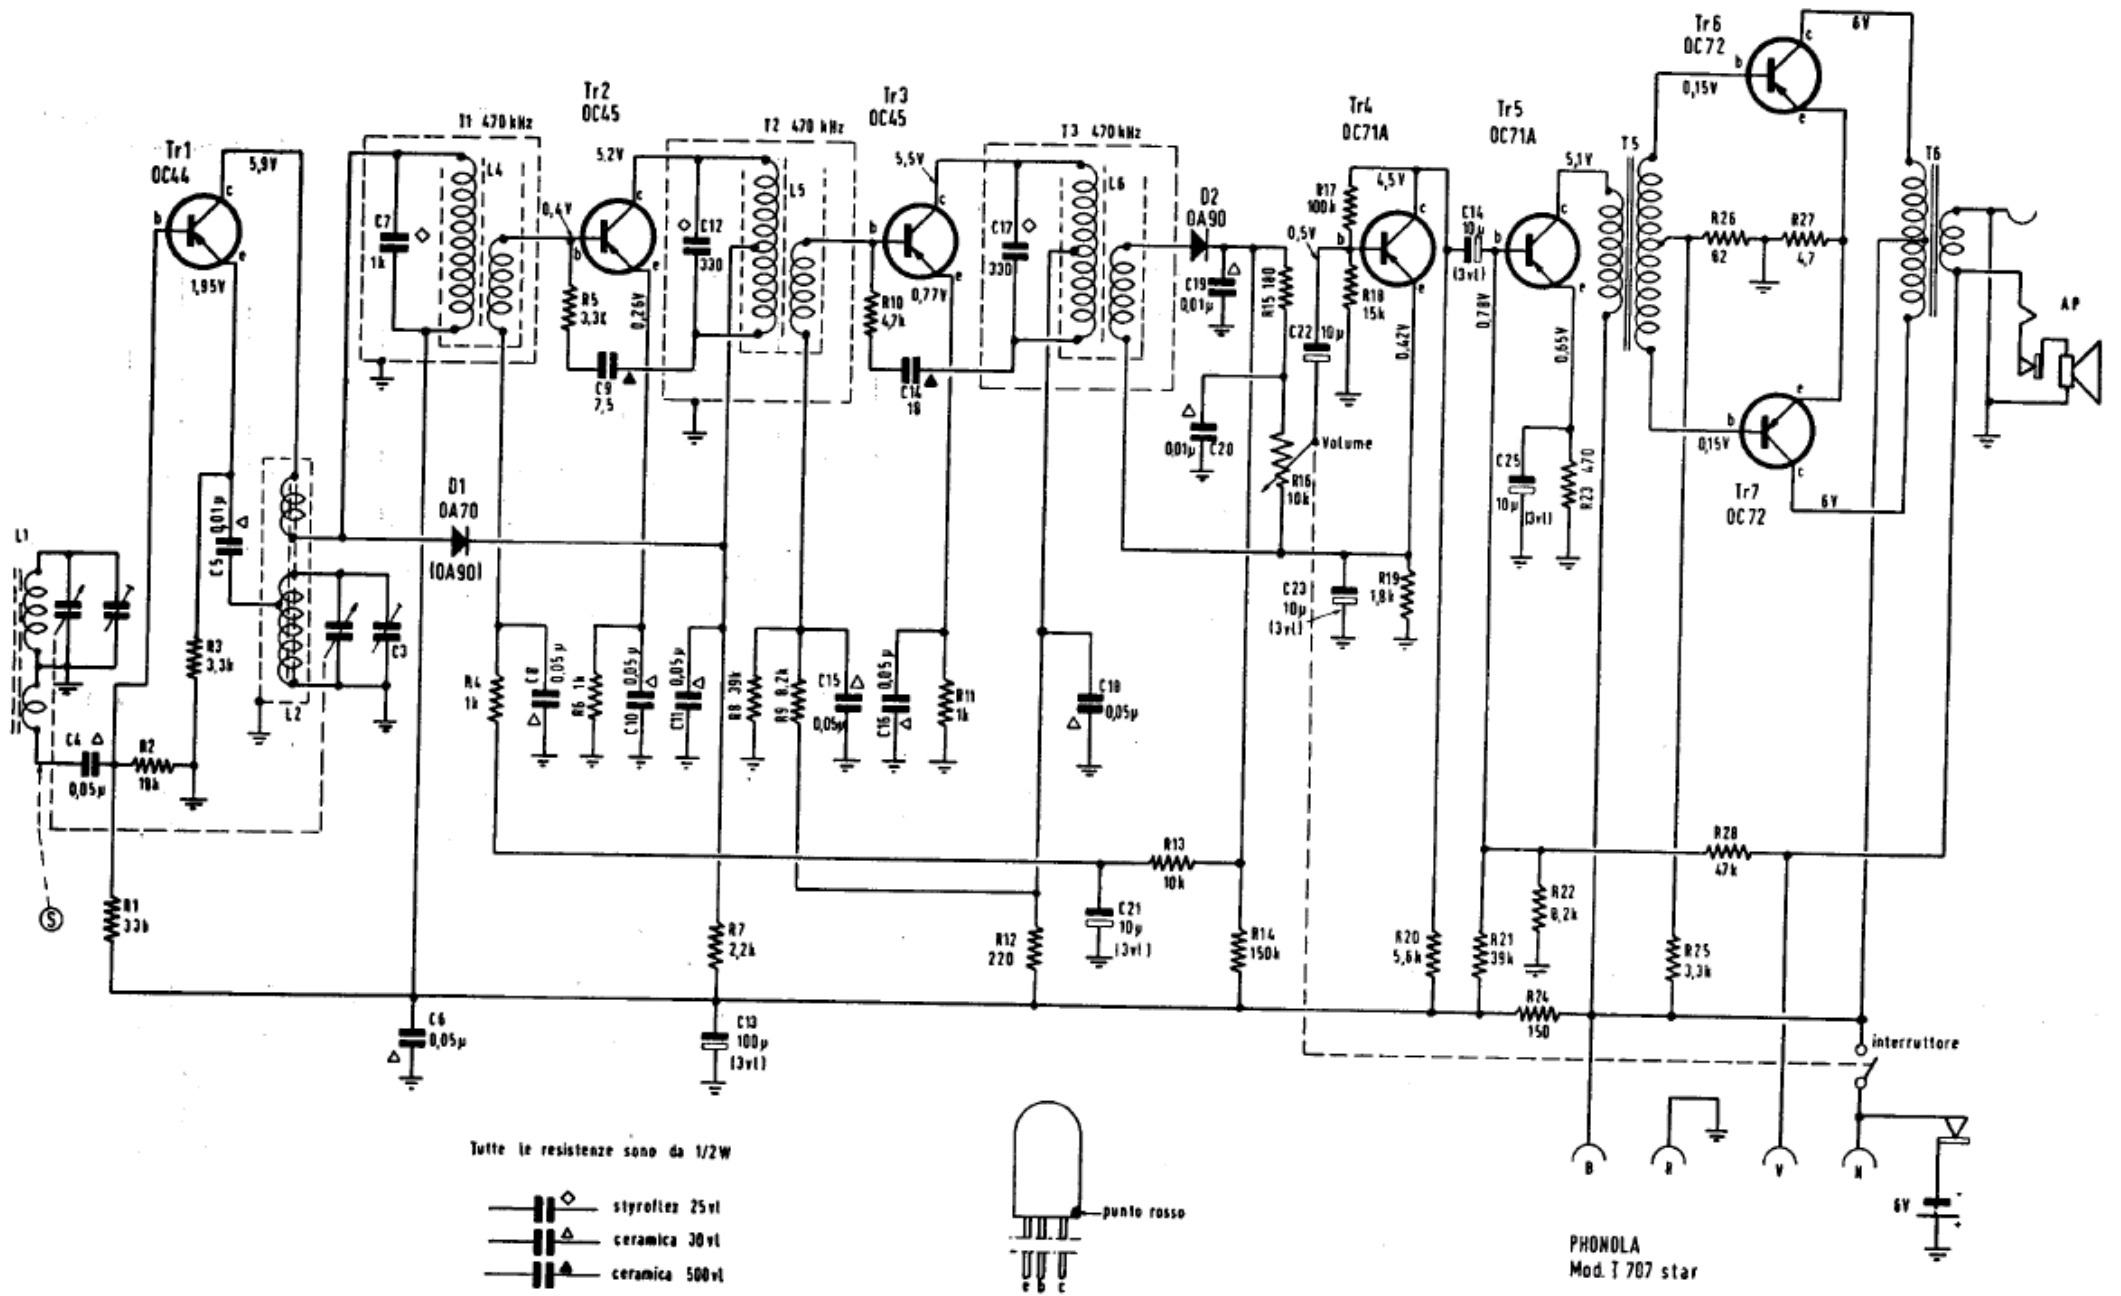 Tr1
OC44
5,9V
b
c
e
1,95V
T1 470kHz
L4
C7
1k
Tr2
OC45
5,2V
0,4V
b
c
e
0,26V
R5
3,3k
C9
7,5
T2 470kHz
L5
C12
330
Tr3
OC45
5,5V
b
c
e
0,77V
R10
4,7k
C14
18
T3 470kHz
L6
C17
330
D2
OA90
C19
0,01µ
R15 180
C20
0,01µ
C22 10µ
Volume
R16
10k
Tr4
OC71A
R17
100k
4,5V
0,5V
b
c
e
R18
15k
0,42V
C14
10µ
(3vl)
Tr5
OC71A
5,1V
b
c
e
0,78V
0,65V
C25
10µ
(3vl)
R23 470
T5
Tr6
OC72
6V
b
c
e
0,15V
R26
82
R27
4,7
Tr7
OC72
b
e
c
0,15V
6V
T6
AP
L1
C5 0,01µ
R3
3,3k
L2
C3
C4
0,05µ
R2
18k
R1
33k
S
D1
OA70
(OA90)
R4
1k
C8 0,05µ
R6 1k
C10 0,05µ
C11 0,05µ
R8 39k
R9 8,2k
C15
0,05µ
C16 0,05µ
R11
1k
C18
0,05µ
C23
10µ
(3vl)
R19
1,8k
R13
10k
C21
10µ
(3vl)
R7
2,2k
R12
220
R14
150k
R20
5,6k
R21
39k
R22
8,2k
R28
47k
R25
3,3k
R24
150
C6
0,05µ
C13
100µ
(3vl)
interruttore
B
R
V
N
6V
-
+
Tutte le resistenze sono da 1/2W
styroflex 25vl
ceramica 30vl
ceramica 500vl
punto rosso
e b c
PHONOLA
Mod. T 707 star